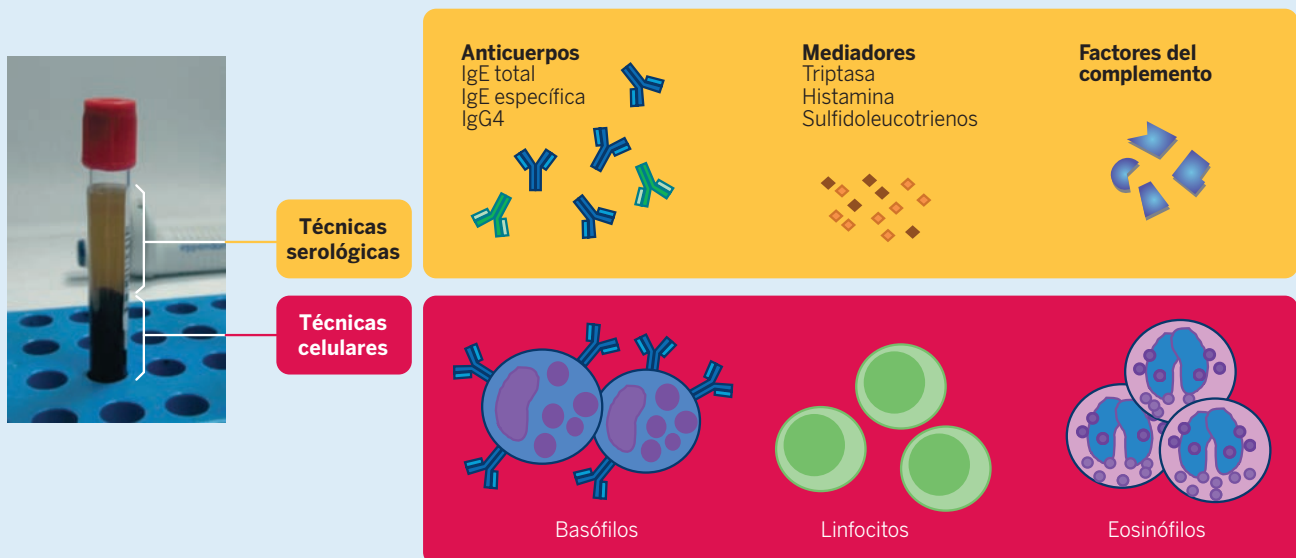 Anticuerpos
IgE total
IgE específica
IgG4
Mediadores
Triptasa
Histamina
Sulfidoleucotrienos
Factores del
complemento
Técnicas
serológicas
Técnicas
celulares
Basófilos
Linfocitos
Eosinófilos